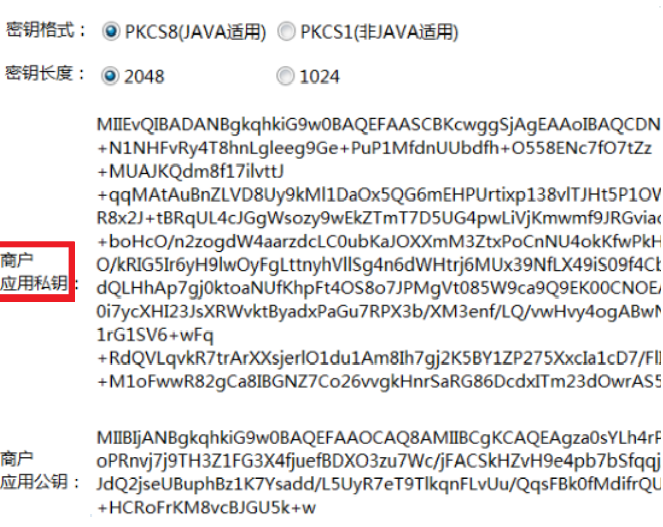 密钥格式： PKCS8(JAVA适用) PKCS1(非JAVA适用)
密钥长度： 2048 1024
商户
应用私钥：
MIIEvQIBADANBgkqhkiG9w0BAQEFAASCBKcwggSjAgEAAoIBAQCDN
+N1NHFvRy4T8hnLgleeg9Ge+PuP1MfdnUUbdfh+O558ENc7fO7tZz
+MUAJKQdm8f17ilvttJ
+qqMAtAuBnZLVD8Uy9kMl1DaOx5QG6mEHPUrtixp138vlTJHt5P1OW
R8x2J+tBRqUL4cJGgWsozy9wEkZTmT7D5UG4pwLiVjKmwmf9JRGviac
+boHcO/n2zogdW4aarzdcLC0ubKaJOXXmM3ZtxPoCnNU4okKfwPkH
O/kRIG5Ir6yH9lwOyFgLttnyhVllSg4n6dWHtrj6MUx39NfLX49iS09f4Cb
dQLHhAp7gj0ktoaNUfKhpFt4OS8o7JPMgVt085W9ca9Q9EK00CNOEA
0i7ycXHI23JsXRWvktByadxPaGu7RPX3b/XM3enf/LQ/vwHvy4ogABwN
1rG1SV6+wFq
+RdQVLqvkR7trArXXsjerlO1du1Am8Ih7gj2K5BY1ZP275XxcIa1cD7/Fl
+M1oFwwR82gCa8IBGNZ7Co26vvgkHnrSaRG86DcdxITm23dOwrAS5
商户
应用公钥：
MIIBIjANBgkqhkiG9w0BAQEFAAOCAQ8AMIIBCgKCAQEAgza0sYLh4rP
oPRnvj7j9TH3Z1FG3X4fjuefBDXO3zu7Wc/jFACSkHZvH9e4pb7bSfqqj
JdQ2jseUBuphBz1K7Ysadd/L5UyR7eT9TlkqnFLvUu/QqsFBk0fMdifrQU
+HCRoFrKM8vcBJGU5k+w